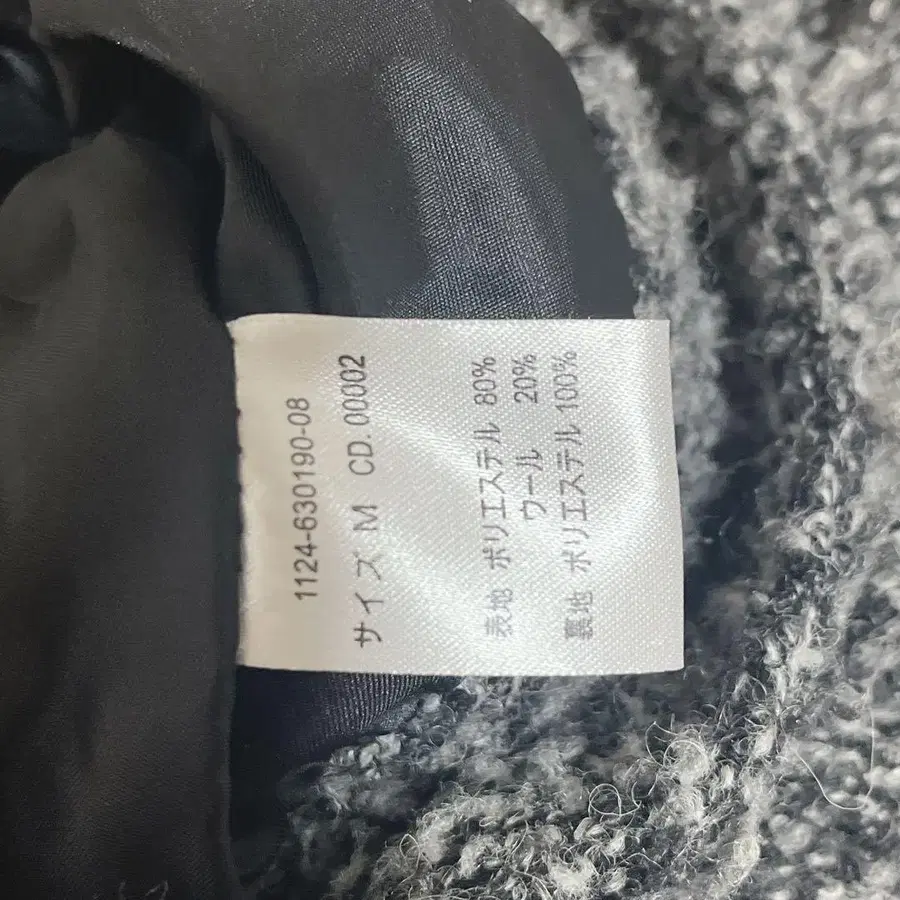 1124-630190-08
サイズ M CD. 00002
表地 ポリエステル 80%
ウール 20%
裏地 ポリエステル 100%